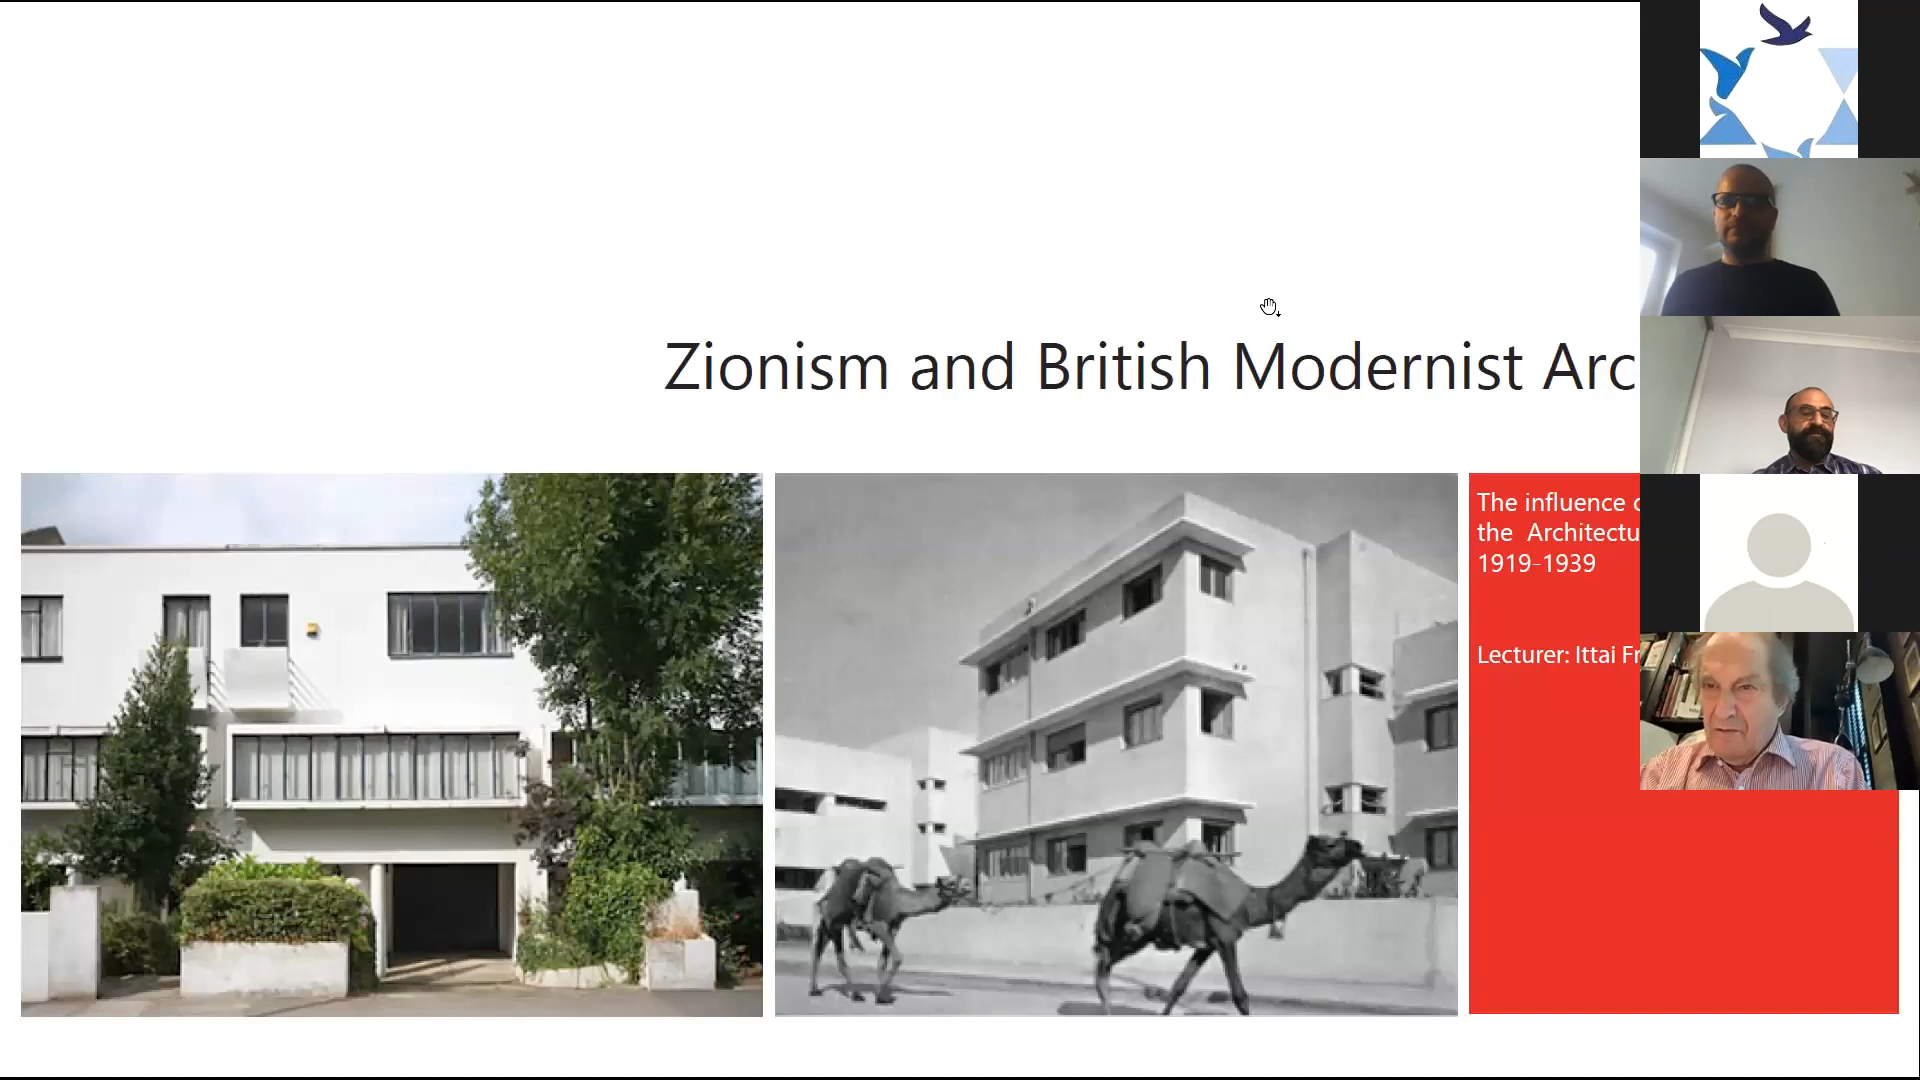 Zionism and British Modernist Arc
The influence
the Architectu
1919-1939
Lecturer: Ittai Fr